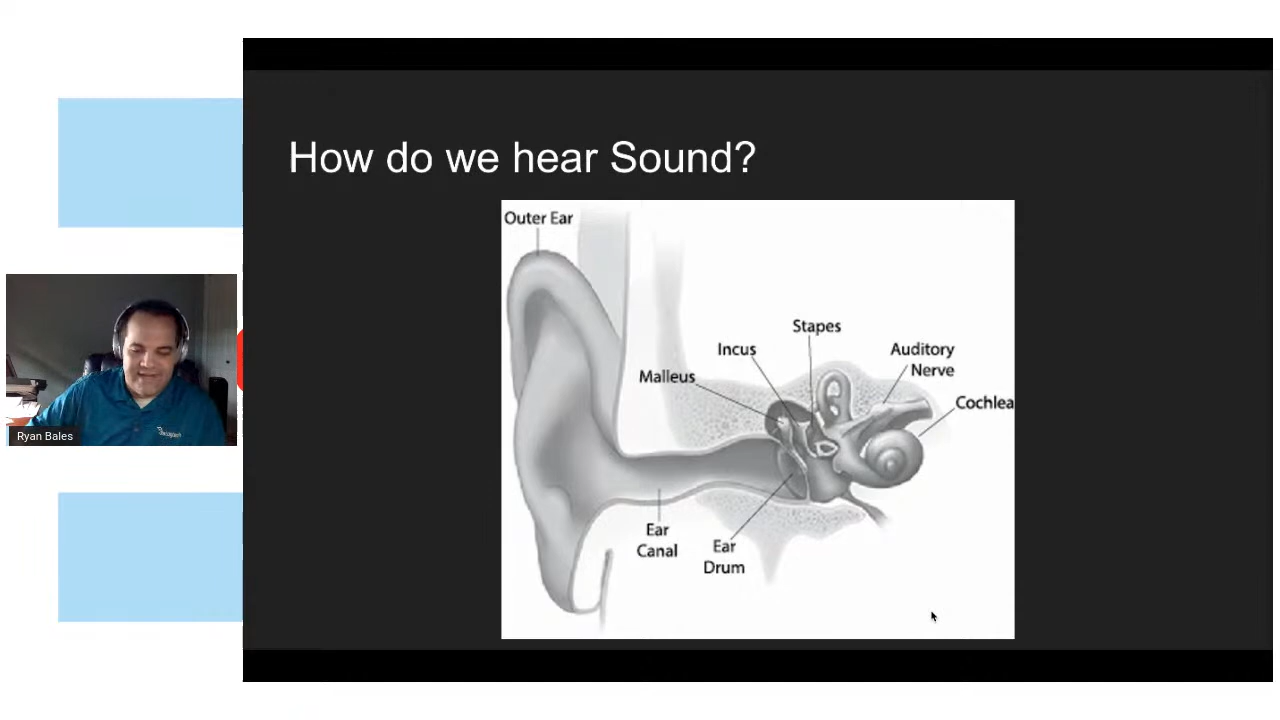 How do we hear Sound?
Outer Ear
Stapes
Incus
Auditory
Nerve
Malleus
Cochlea
Ear
Canal
Ear
Drum
Ryan Bales